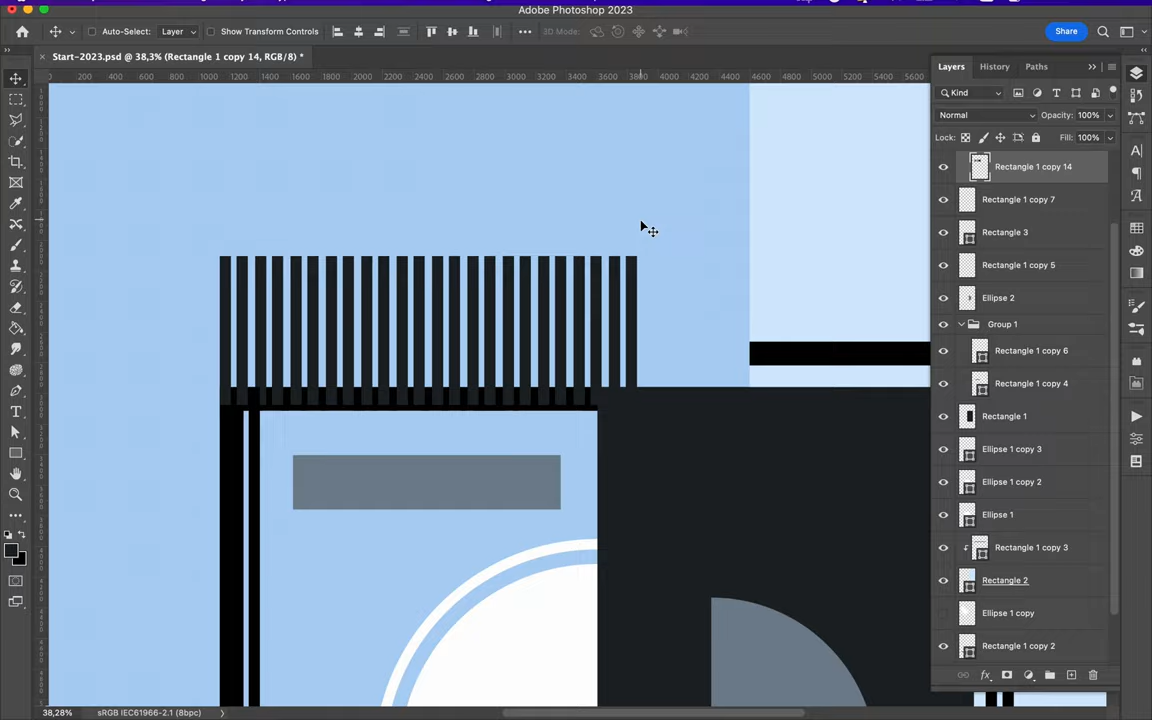 Adobe Photoshop 2023
Auto-Select:
Layer
Show Transform Controls
3D Mode:
Share
Start-2023.psd @ 38,3% (Rectangle 1 copy 14, RGB/8) *
200 400 600 800 1000 1200 1400 1600 1800 2000 2200 2400 2600 2800 3000 3200 3400 3600 3800 4000 4200 4400 4600 4800 5000 5200 5400 5600
Layers
History
Paths
Kind
Normal
Opacity: 100%
Lock:
Fill: 100%
Rectangle 1 copy 14
Rectangle 1 copy 7
Rectangle 3
Rectangle 1 copy 5
Ellipse 2
Group 1
Rectangle 1 copy 6
Rectangle 1 copy 4
Rectangle 1
Ellipse 1 copy 3
Ellipse 1 copy 2
Ellipse 1
Rectangle 1 copy 3
Rectangle 2
Ellipse 1 copy
Rectangle 1 copy 2
fx
38,28%
sRGB IEC61966-2.1 (8bpc)